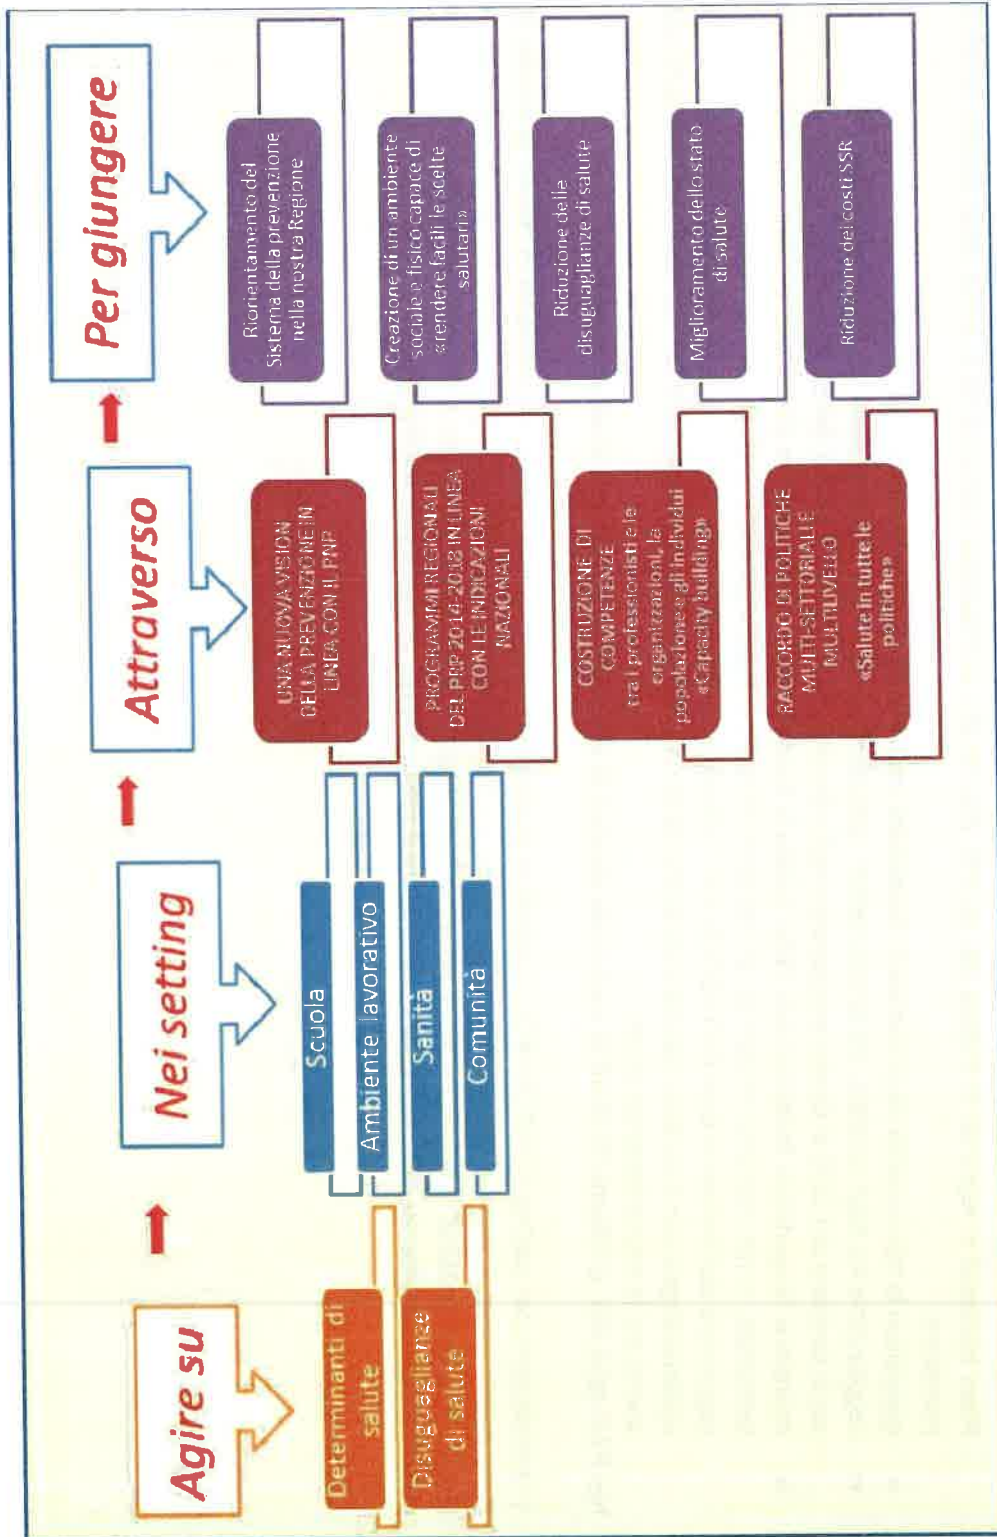 Agire su
Determinanti di
salute
Disuguaglianze
di salute
Nei setting
Scuola
Ambiente lavorativo
Sanità
Comunità
Attraverso
UNA NUOVA VISION
DELLA PREVENZIONE IN
LINEA CON IL PNP
PROGRAMMI REGIONALI
DEL PRP 2014-2018 IN LINEA
CON LE INDICAZIONI
NAZIONALI
COSTRUZIONE DI
COMPETENZE
tra i professionisti e le
organizzazioni, la
popolazione e gli individui
«Capacity building»
RACCORDO DI POLITICHE
MULTI-SETTORIALI E
MULTILIVELLO
«Salute in tutte le
politiche»
Per giungere
Riorientamento del
Sistema della prevenzione
nella nostra Regione
Creazione di un ambiente
sociale e fisico capace di
«rendere facili le scelte
salutari»
Riduzione delle
disuguaglianze di salute
Miglioramento dello stato
di salute
Riduzione dei costi SSR